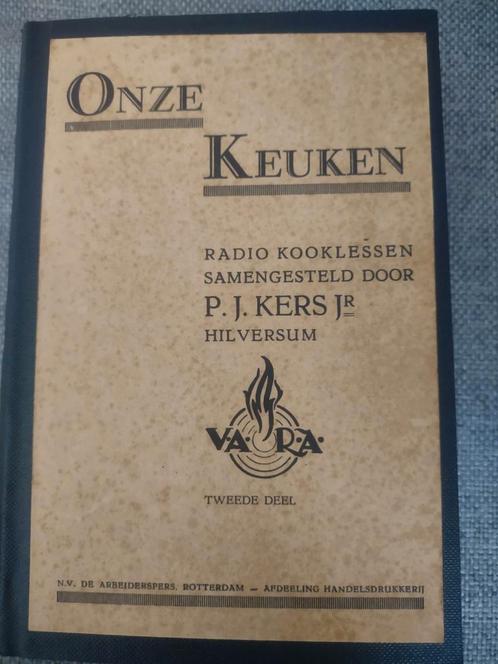 ONZE
KEUKEN
RADIO KOOKLESSEN
SAMENGESTELD DOOR
P. J. KERS JR
HILVERSUM
V.A.R.A.
TWEEDE DEEL
N.V. DE ARBEIDERSPERS, ROTTERDAM — AFDEELING HANDELSDRUKKERIJ